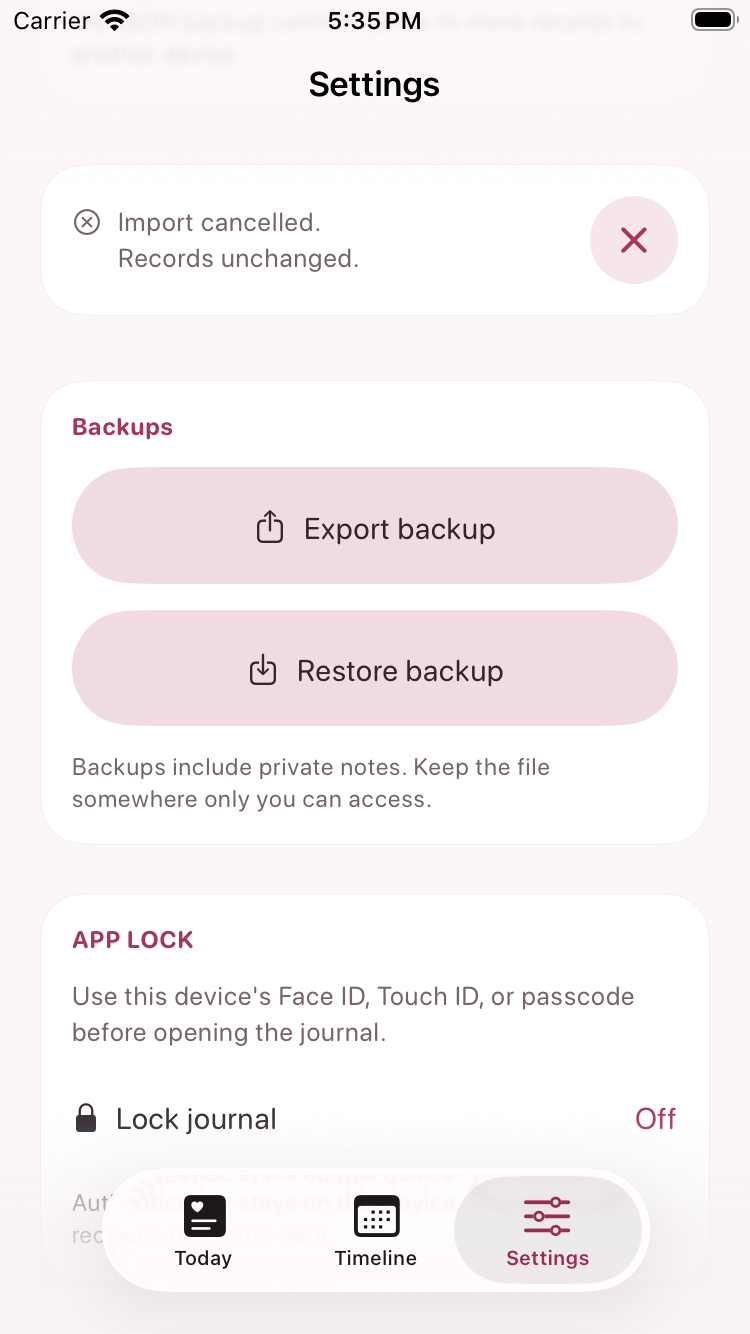 Carrier 5:35 PM
another device.
Settings
Import cancelled.
Records unchanged.
Backups
Export backup
Restore backup
Backups include private notes. Keep the file
somewhere only you can access.
APP LOCK
Use this device's Face ID, Touch ID, or passcode
before opening the journal.
Lock journal Off
Today Timeline Settings